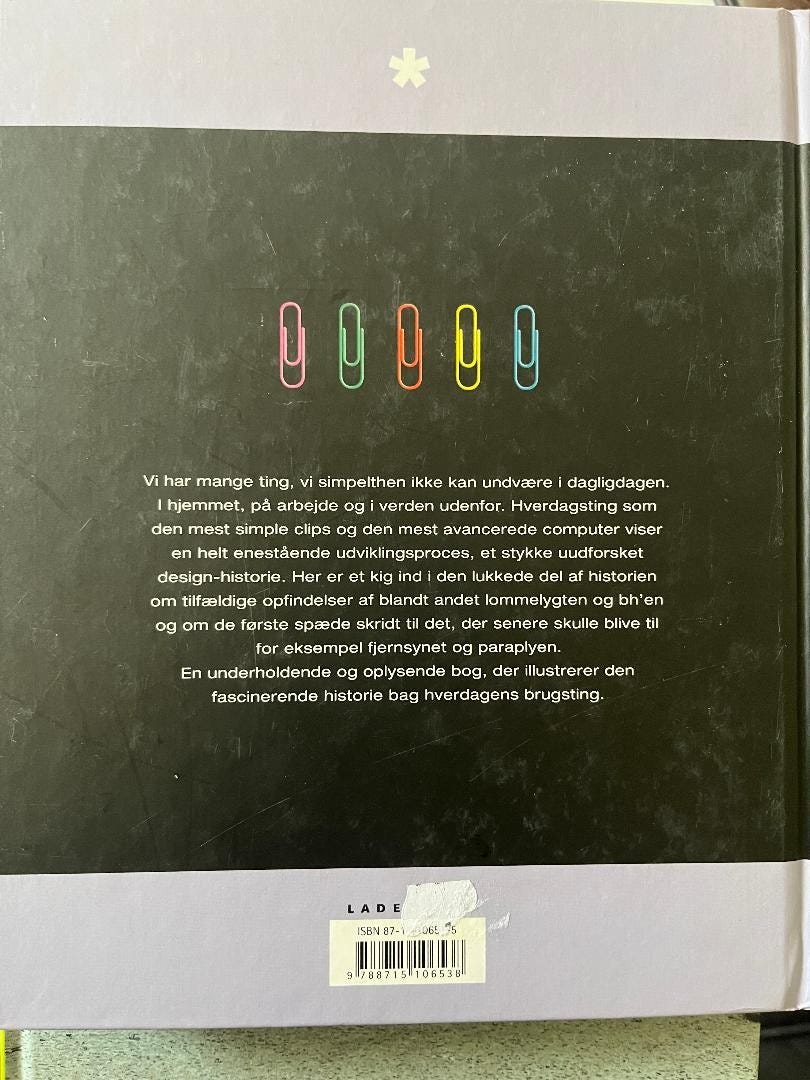 Vi har mange ting, vi simpelthen ikke kan undvære i dagligdagen.
I hjemmet, på arbejde og i verden udenfor. Hverdagsting som
den mest simple clips og den mest avancerede computer viser
en helt enestående udviklingsproces, et stykke uudforsket
design-historie. Her er et kig ind i den lukkede del af historien
om tilfældige opfindelser af blandt andet lommelygten og bh'en
og om de første spæde skridt til det, der senere skulle blive til
for eksempel fjernsynet og paraplyen.
En underholdende og oplysende bog, der illustrerer den
fascinerende historie bag hverdagens brugsting.
ISBN
9 788715 106538